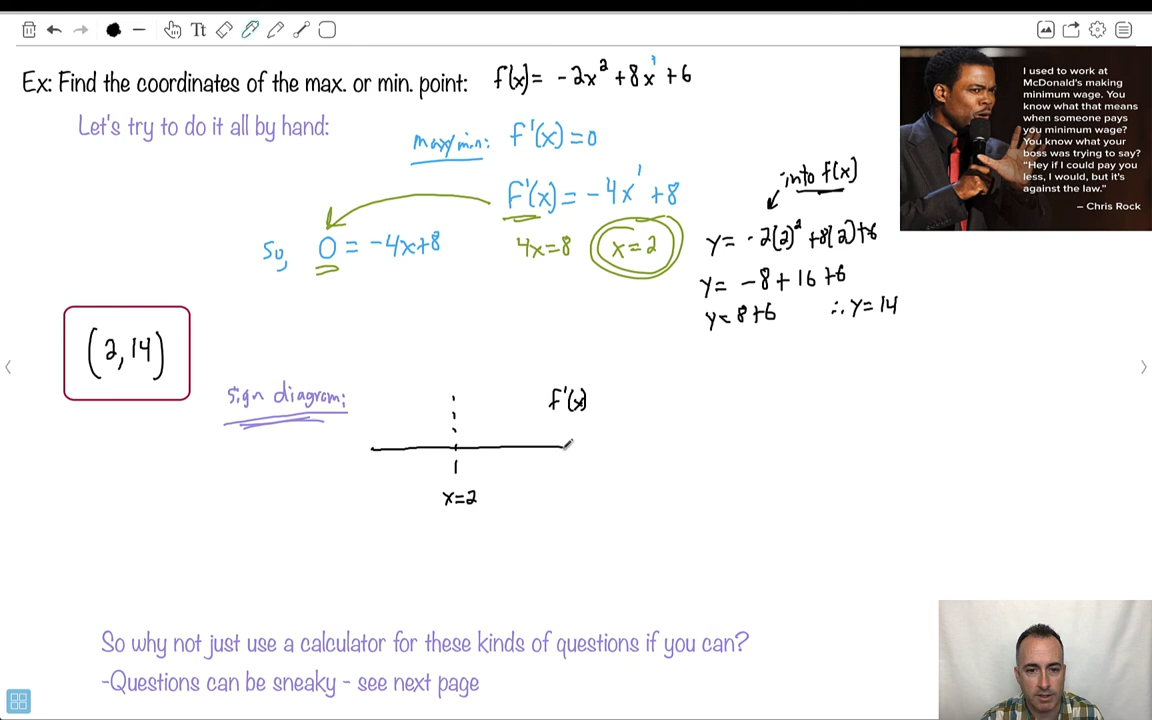 Tt
Ex: Find the coordinates of the max. or min. point: f(x) = -2x² +8x¹ +6
Let's try to do it all by hand:
max/min: f'(x)=0
f'(x) = -4x¹ +8
So, 0 = -4x+8
4x=8 x=2
into f(x)
y= -2(2)² +8(2)+6
y= -8+16+6
y= 8+6 ∴ y=14
(2,14)
Sign diagram:
f'(x)
x=2
So why not just use a calculator for these kinds of questions if you can?
-Questions can be sneaky - see next page
I used to work at
McDonald's making
minimum wage. You
know what that means
when someone pays
you minimum wage?
You know what your
boss was trying to say?
"Hey if I could pay you
less, I would, but it's
against the law."
– Chris Rock